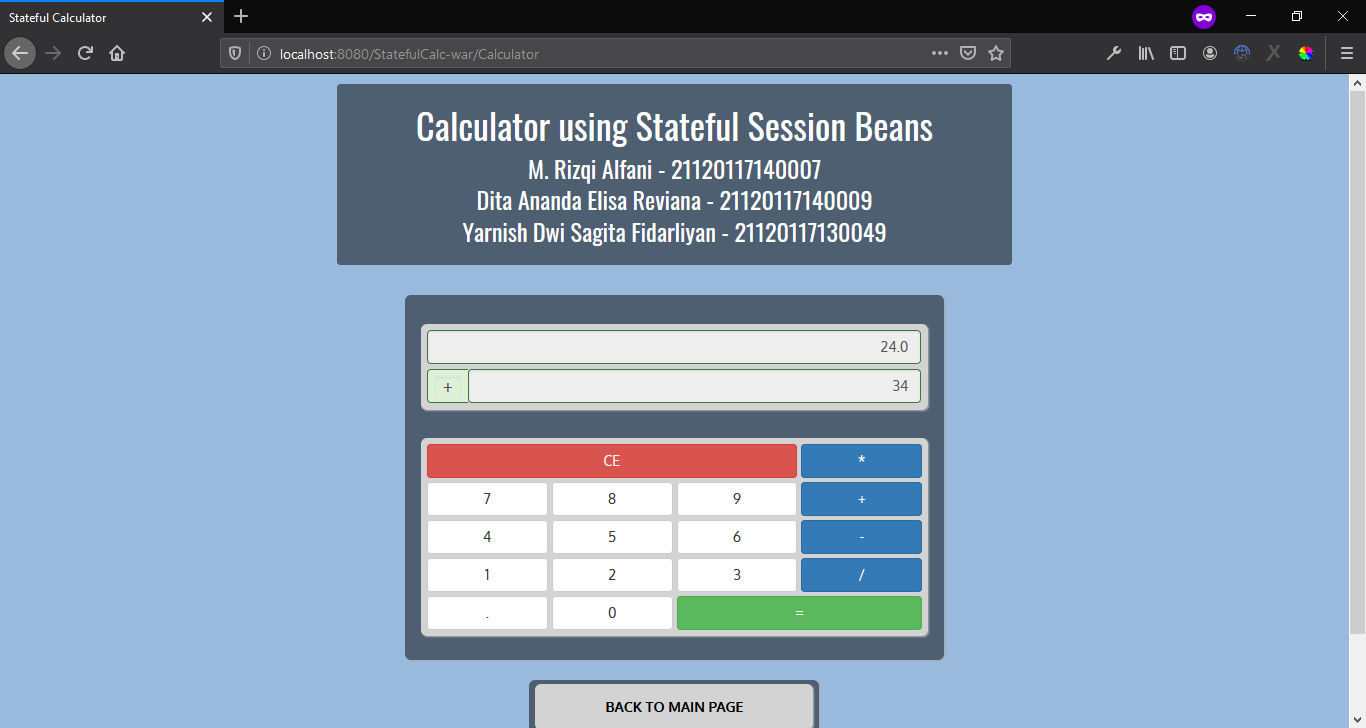 Stateful Calculator
localhost:8080/StatefulCalc-war/Calculator
Calculator using Stateful Session Beans
M. Rizqi Alfani - 21120117140007
Dita Ananda Elisa Reviana - 21120117140009
Yarnish Dwi Sagita Fidarliyan - 21120117130049
24.0
+ 34
CE *
7 8 9 +
4 5 6 -
1 2 3 /
. 0 =
BACK TO MAIN PAGE